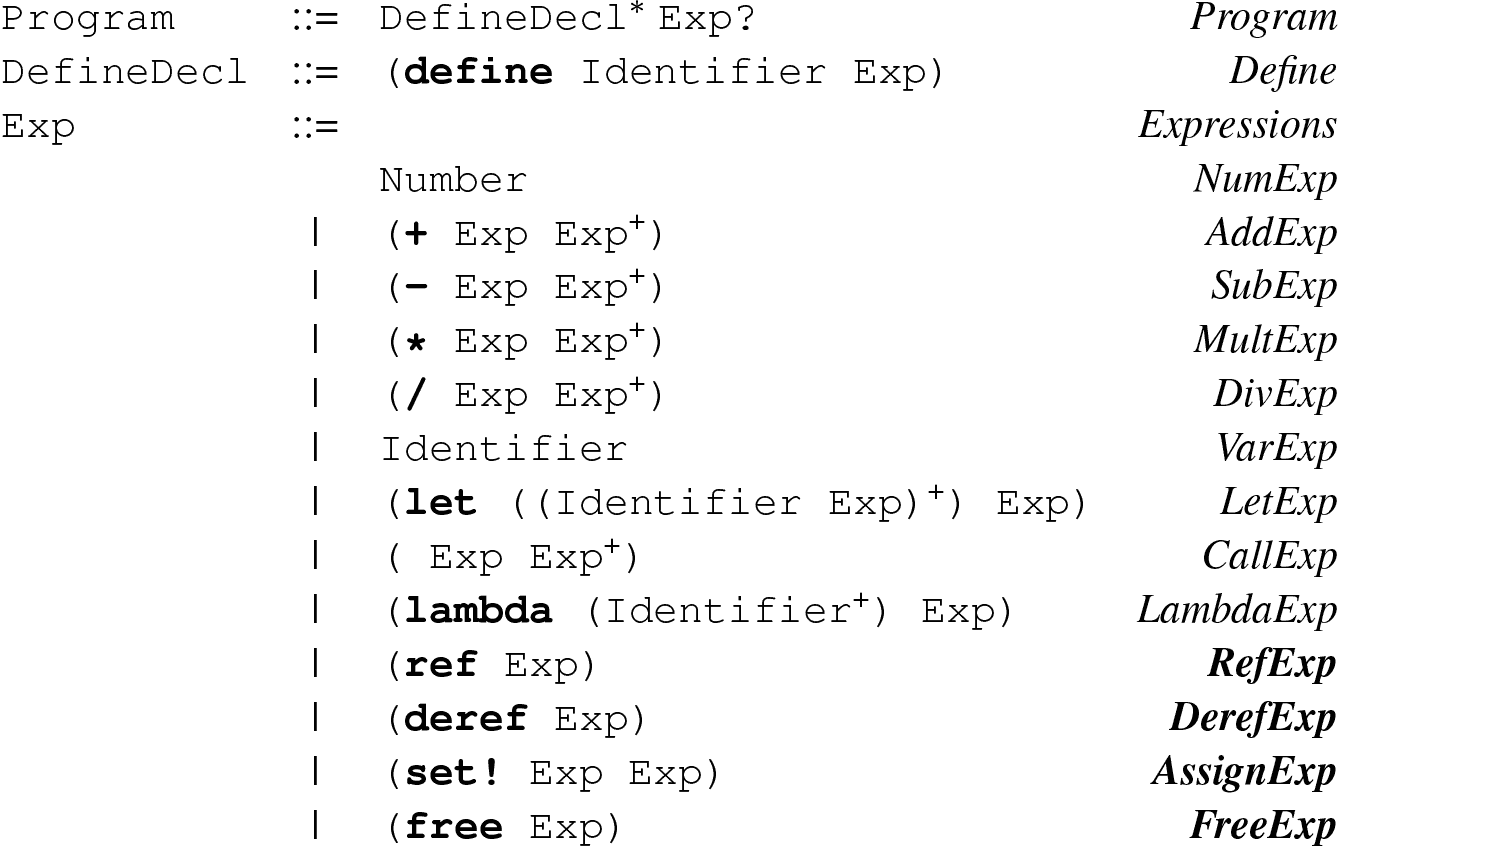 Program ::= DefineDecl* Exp? Program
DefineDecl ::= (define Identifier Exp) Define
Exp ::= Expressions
Number NumExp
| (+ Exp Exp+) AddExp
| (- Exp Exp+) SubExp
| (* Exp Exp+) MultExp
| (/ Exp Exp+) DivExp
| Identifier VarExp
| (let ((Identifier Exp)+) Exp) LetExp
| ( Exp Exp+) CallExp
| (lambda (Identifier+) Exp) LambdaExp
| (ref Exp) RefExp
| (deref Exp) DerefExp
| (set! Exp Exp) AssignExp
| (free Exp) FreeExp